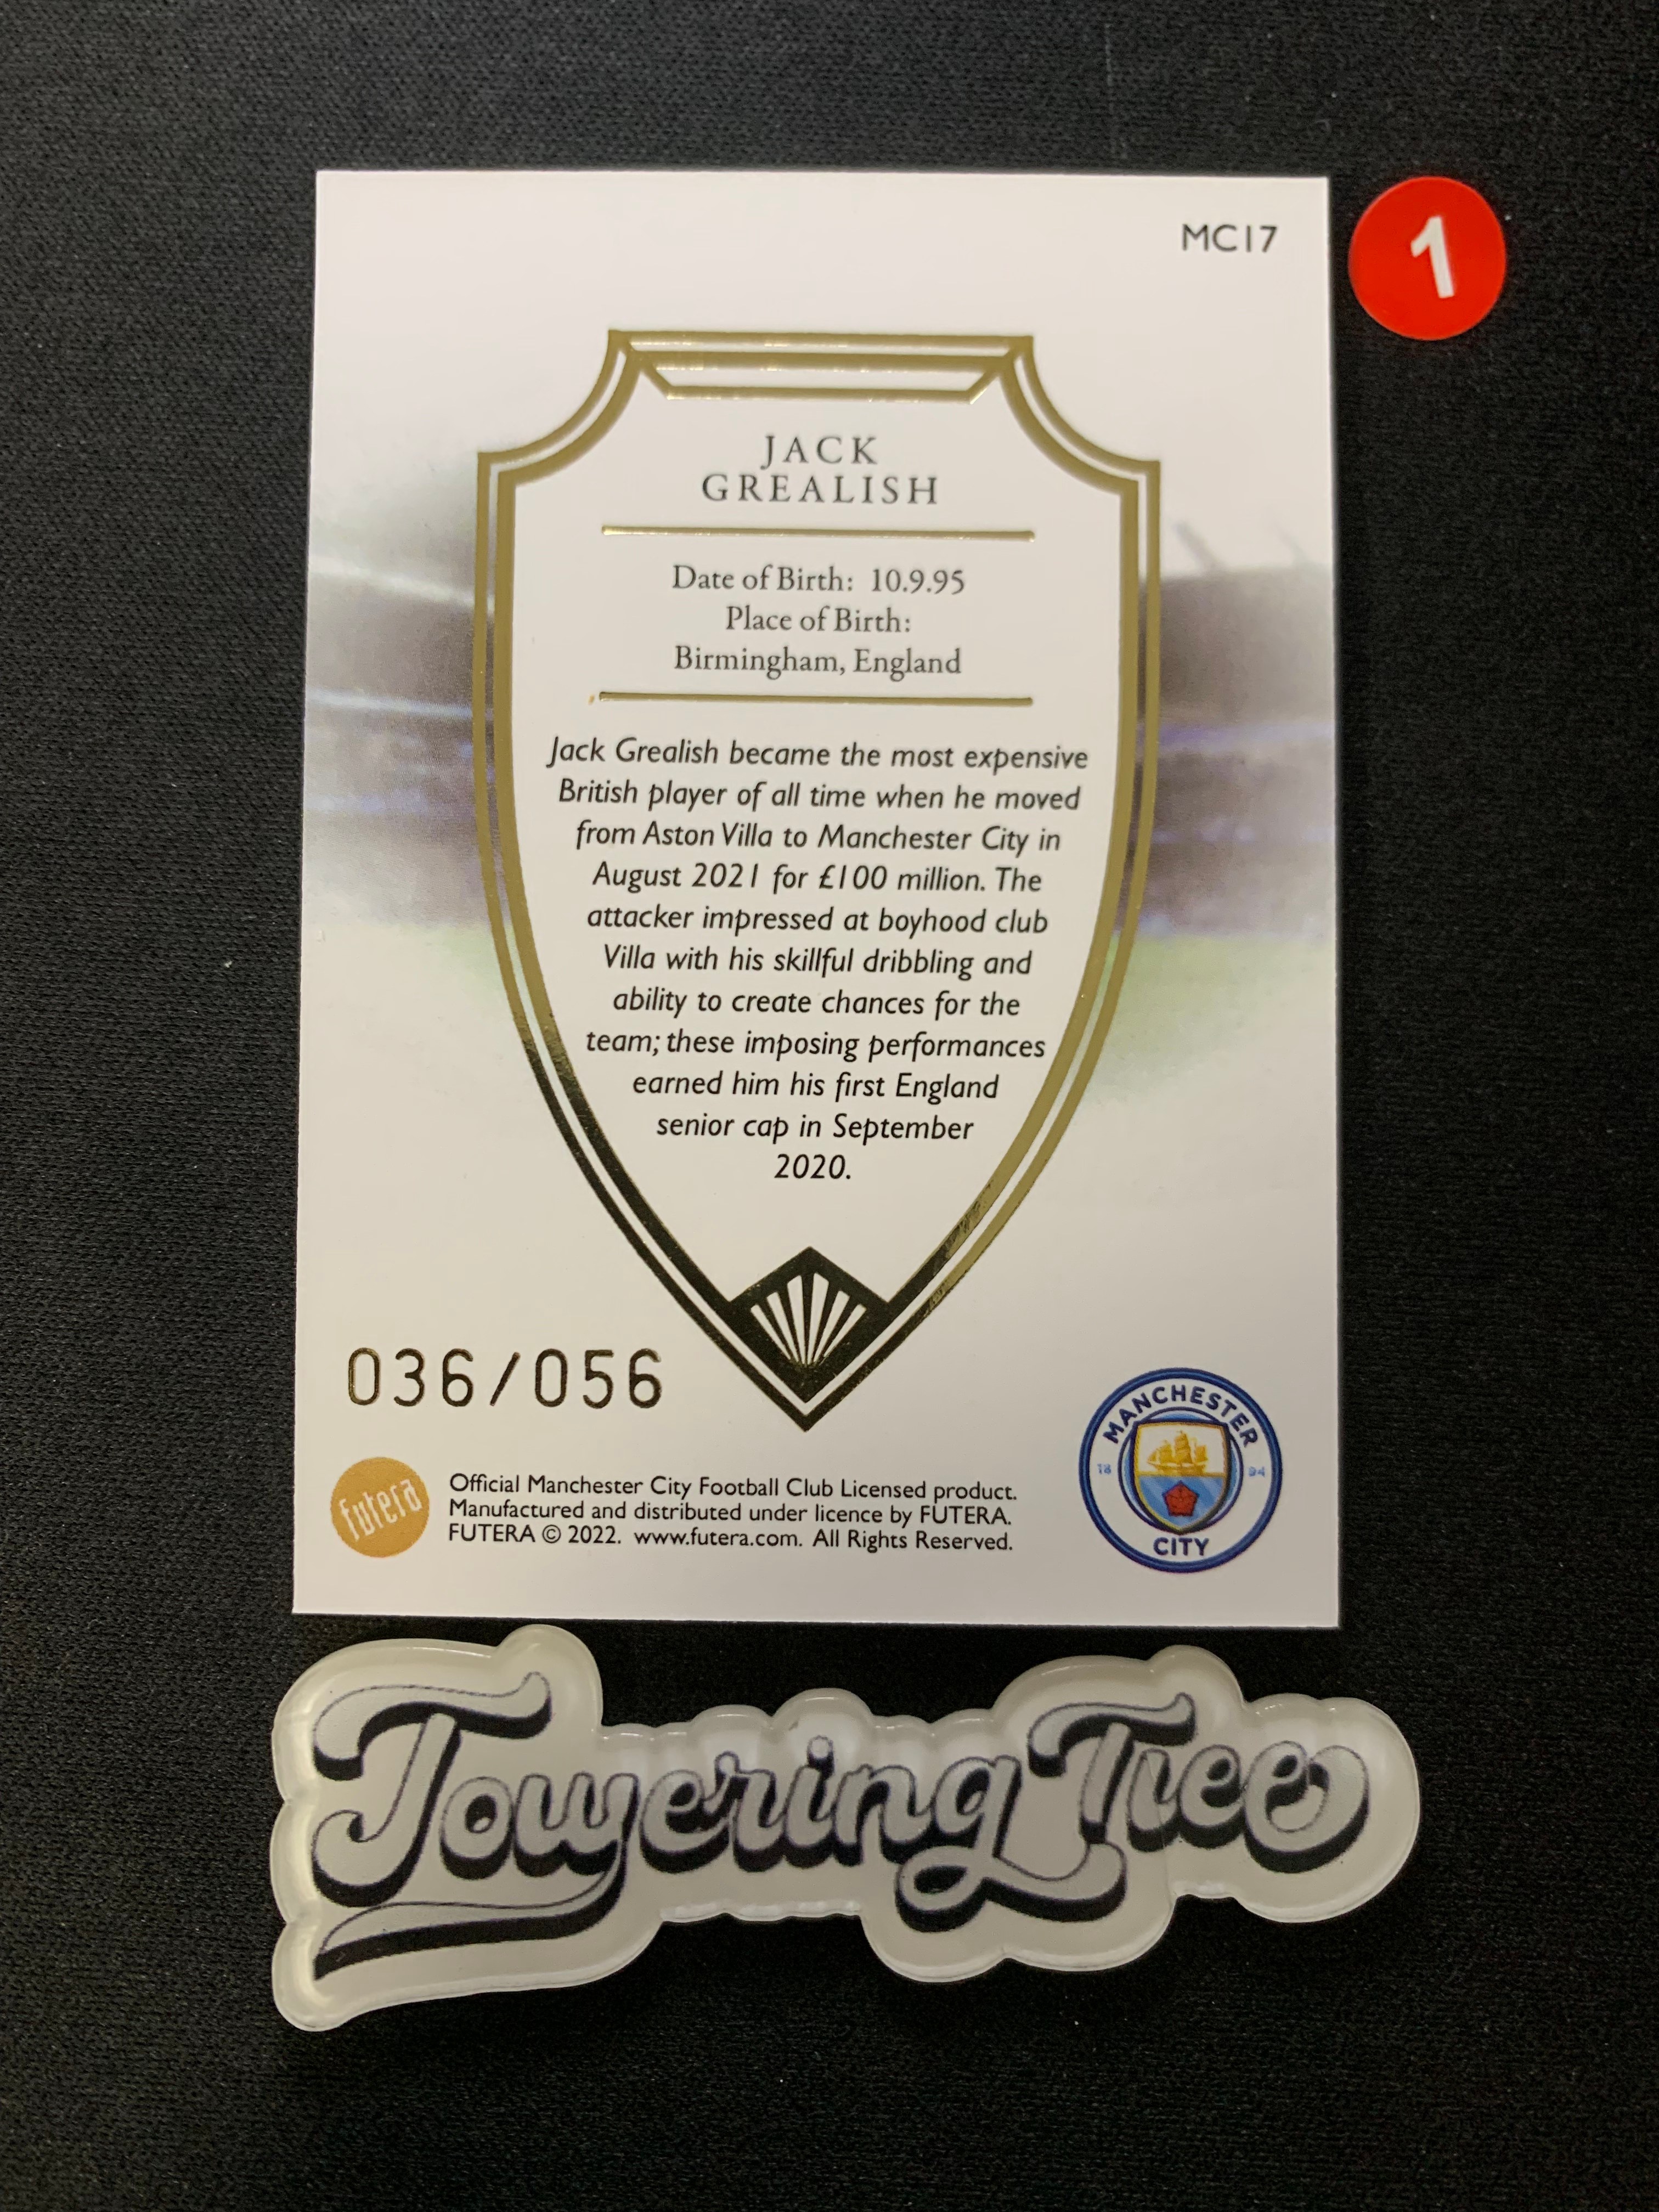 MC17
1
JACK
GREALISH
Date of Birth: 10.9.95
Place of Birth:
Birmingham, England
Jack Grealish became the most expensive
British player of all time when he moved
from Aston Villa to Manchester City in
August 2021 for £100 million. The
attacker impressed at boyhood club
Villa with his skillful dribbling and
ability to create chances for the
team; these imposing performances
earned him his first England
senior cap in September
2020.
036/056
futera
Official Manchester City Football Club Licensed product.
Manufactured and distributed under licence by FUTERA.
FUTERA © 2022. www.futera.com. All Rights Reserved.
MANCHESTER
18 94
CITY
Towering Tree